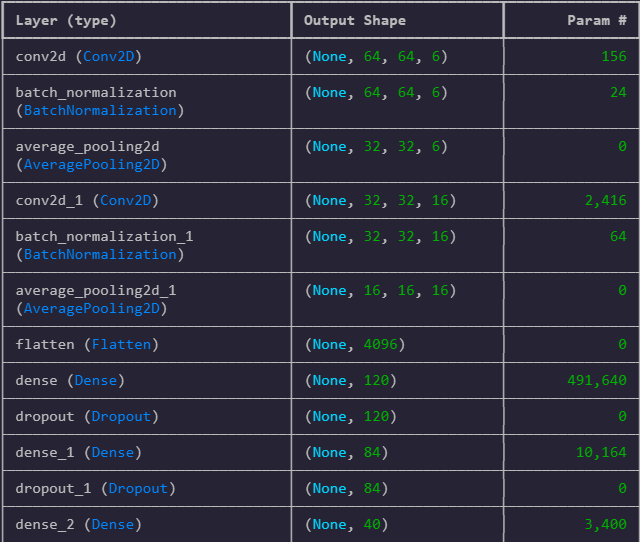 Layer (type) Output Shape Param #
conv2d (Conv2D) (None, 64, 64, 6) 156
batch_normalization (None, 64, 64, 6) 24
(BatchNormalization)
average_pooling2d (None, 32, 32, 6) 0
(AveragePooling2D)
conv2d_1 (Conv2D) (None, 32, 32, 16) 2,416
batch_normalization_1 (None, 32, 32, 16) 64
(BatchNormalization)
average_pooling2d_1 (None, 16, 16, 16) 0
(AveragePooling2D)
flatten (Flatten) (None, 4096) 0
dense (Dense) (None, 120) 491,640
dropout (Dropout) (None, 120) 0
dense_1 (Dense) (None, 84) 10,164
dropout_1 (Dropout) (None, 84) 0
dense_2 (Dense) (None, 40) 3,400